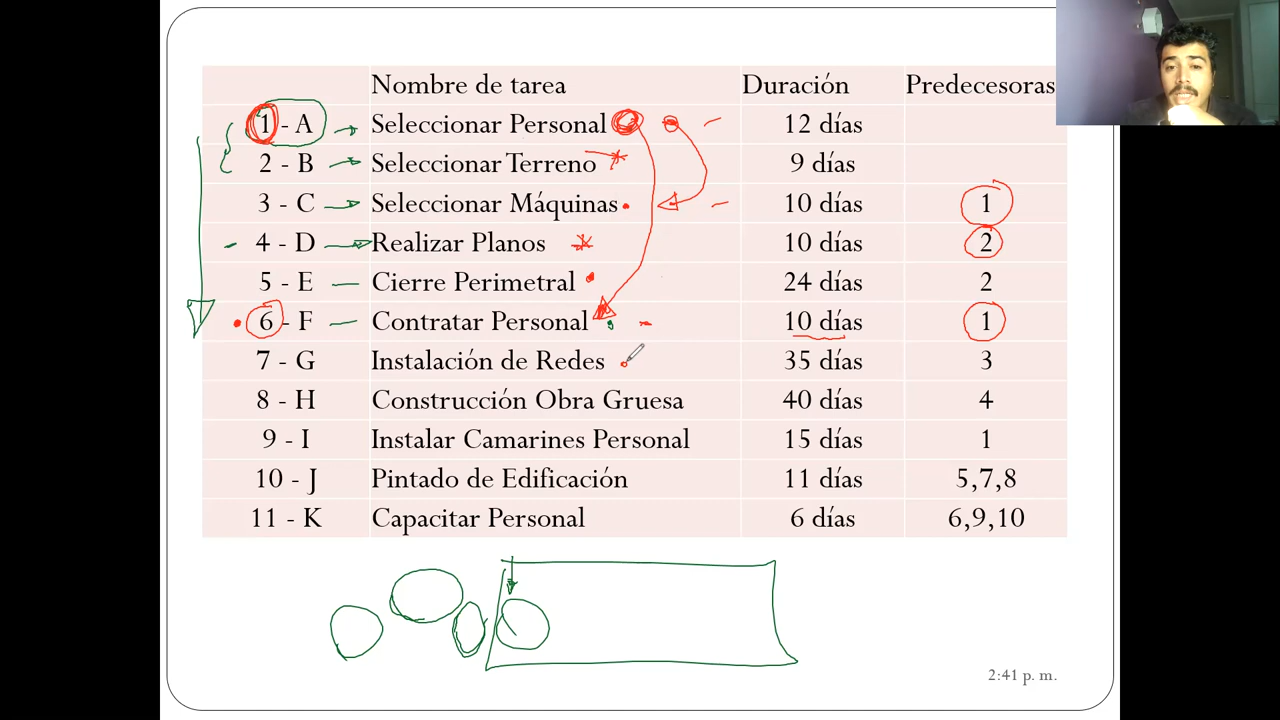 Nombre de tarea Duración Predecesoras
1 - A Seleccionar Personal 12 días
2 - B Seleccionar Terreno 9 días
3 - C Seleccionar Máquinas 10 días 1
4 - D Realizar Planos 10 días 2
5 - E Cierre Perimetral 24 días 2
6 - F Contratar Personal 10 días 1
7 - G Instalación de Redes 35 días 3
8 - H Construcción Obra Gruesa 40 días 4
9 - I Instalar Camarines Personal 15 días 1
10 - J Pintado de Edificación 11 días 5,7,8
11 - K Capacitar Personal 6 días 6,9,10
2:41 p. m.